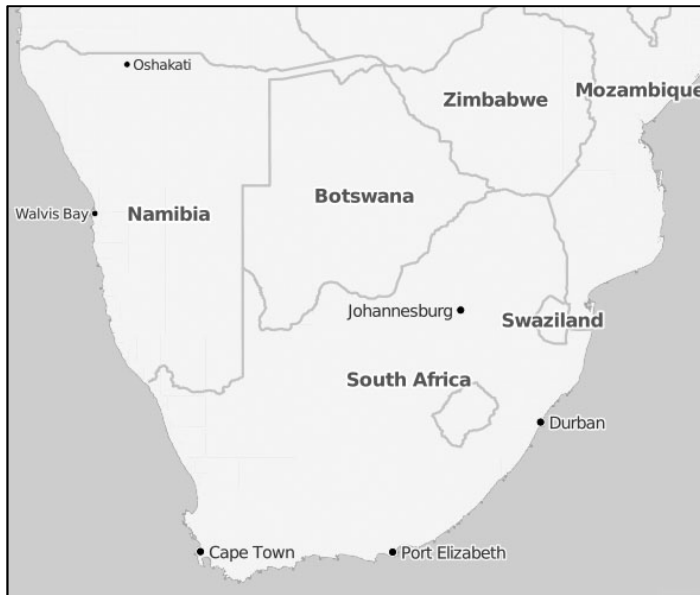 Oshakati
Zimbabwe
Mozambique
Walvis Bay
Namibia
Botswana
Johannesburg
Swaziland
South Africa
Durban
Cape Town
Port Elizabeth